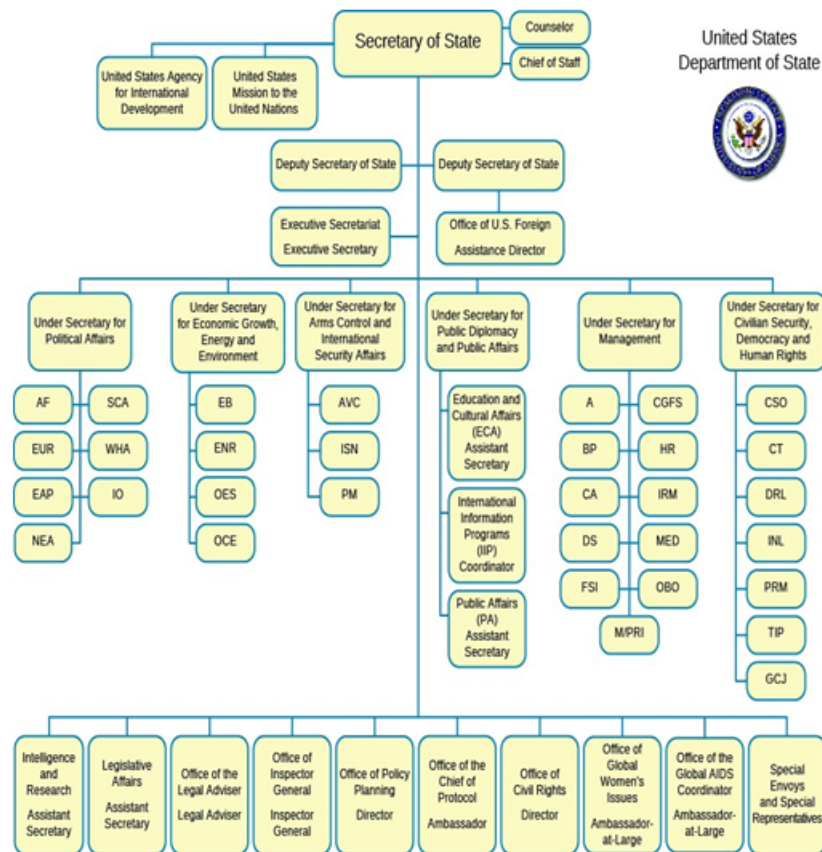 Secretary of State
Counselor
Chief of Staff
United States
Department of State
United States Agency
for International
Development
United States
Mission to the
United Nations
Deputy Secretary of State
Deputy Secretary of State
Executive Secretariat
Executive Secretary
Office of U.S. Foreign
Assistance Director
Under Secretary for
Political Affairs
Under Secretary
for Economic Growth,
Energy and
Environment
Under Secretary for
Arms Control and
International
Security Affairs
Under Secretary for
Public Diplomacy
and Public Affairs
Under Secretary for
Management
Under Secretary for
Civilian Security,
Democracy and
Human Rights
AF
SCA
EUR
WHA
EAP
IO
NEA
EB
ENR
OES
OCE
AVC
ISN
PM
Education and
Cultural Affairs
(ECA)
Assistant
Secretary
International
Information
Programs
(IIP)
Coordinator
Public Affairs
(PA)
Assistant
Secretary
A
CGFS
BP
HR
CA
IRM
DS
MED
FSI
OBO
M/PRI
CSO
CT
DRL
INL
PRM
TIP
GCJ
Intelligence
and
Research
Assistant
Secretary
Legislative
Affairs
Assistant
Secretary
Office of the
Legal Adviser
Legal Adviser
Office of
Inspector
General
Inspector
General
Office of Policy
Planning
Director
Office of the
Chief of
Protocol
Ambassador
Office of
Civil Rights
Director
Office of
Global
Women's
Issues
Ambassador-
at-Large
Office of the
Global AIDS
Coordinator
Ambassador-
at-Large
Special
Envoys
and Special
Representatives